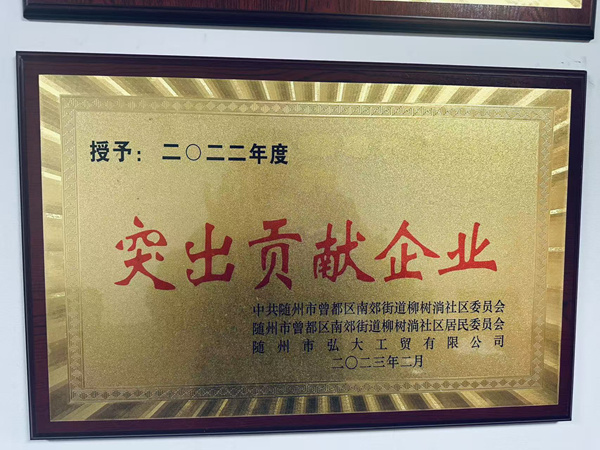 授予：二〇二二年度
突出贡献企业
中共随州市曾都区南郊街道柳树淌社区委员会
随州市曾都区南郊街道柳树淌社区居民委员会
随州市弘大工贸有限公司
二〇二三年二月